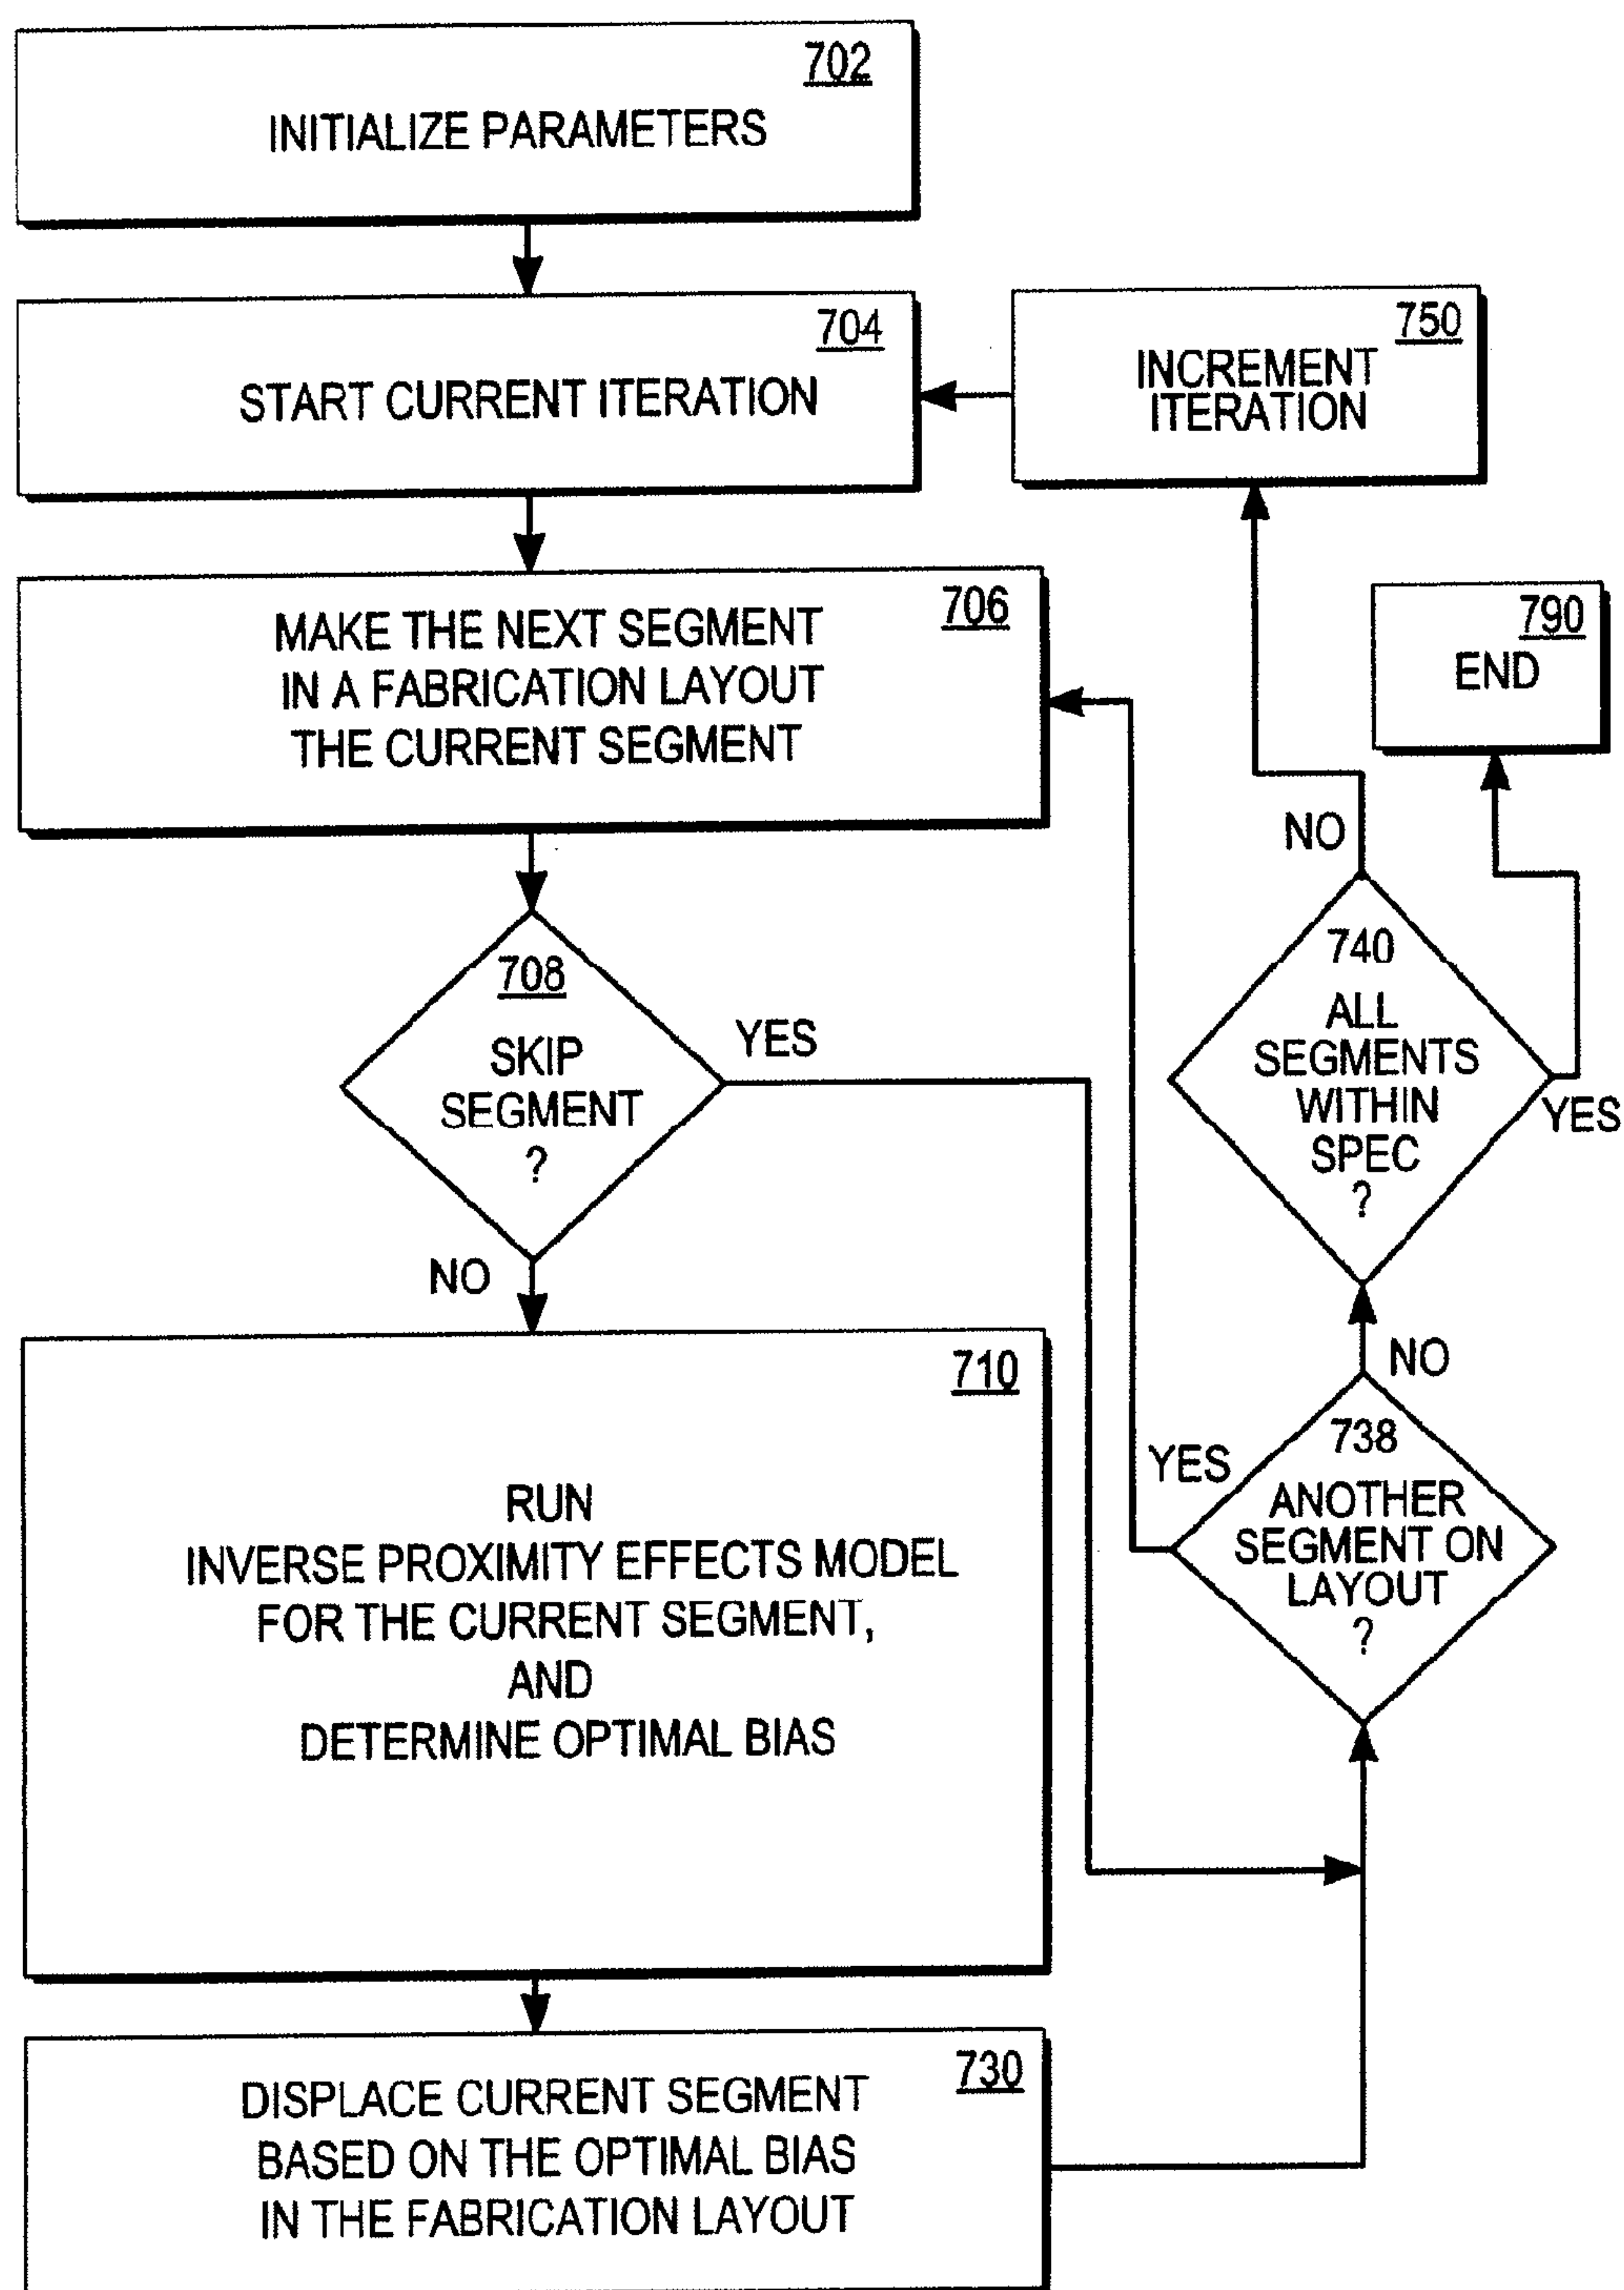 702
INITIALIZE PARAMETERS
704
START CURRENT ITERATION
750
INCREMENT
ITERATION
706
MAKE THE NEXT SEGMENT
IN A FABRICATION LAYOUT
THE CURRENT SEGMENT
790
END
708
SKIP
SEGMENT
?
YES
NO
740
ALL
SEGMENTS
WITHIN
SPEC
?
NO
YES
710
RUN
INVERSE PROXIMITY EFFECTS MODEL
FOR THE CURRENT SEGMENT,
AND
DETERMINE OPTIMAL BIAS
738
ANOTHER
SEGMENT ON
LAYOUT
?
NO
YES
730
DISPLACE CURRENT SEGMENT
BASED ON THE OPTIMAL BIAS
IN THE FABRICATION LAYOUT